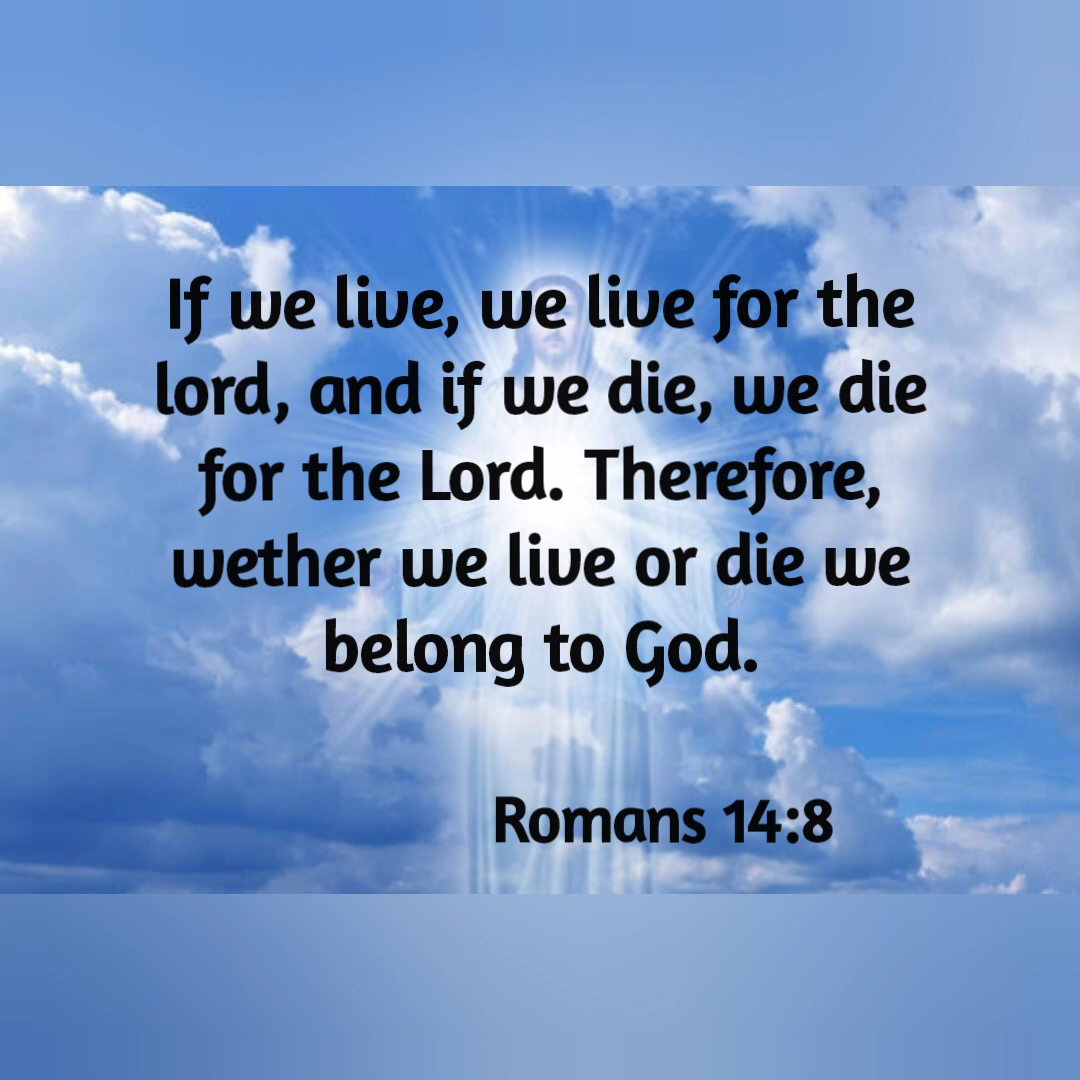 If we live, we live for the
lord, and if we die, we die
for the Lord. Therefore,
wether we live or die we
belong to God.
Romans 14:8